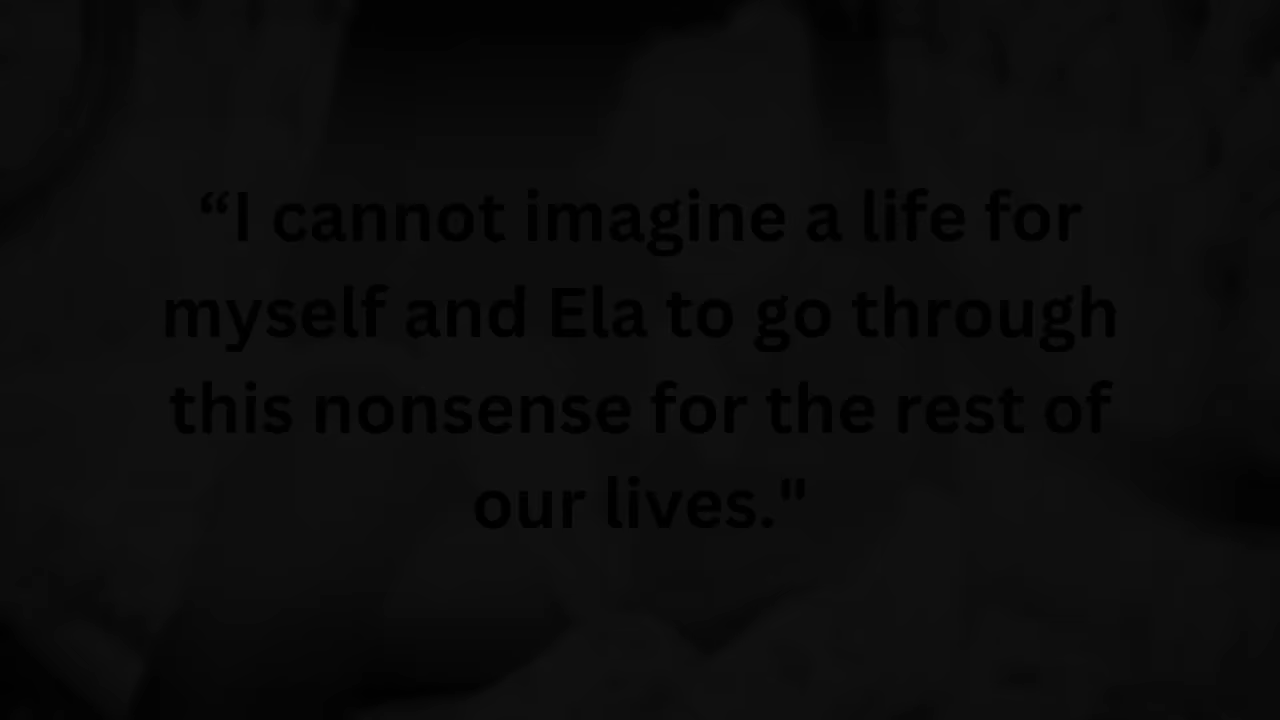 “I cannot imagine a life for
myself and Ela to go through
this nonsense for the rest of
our lives."